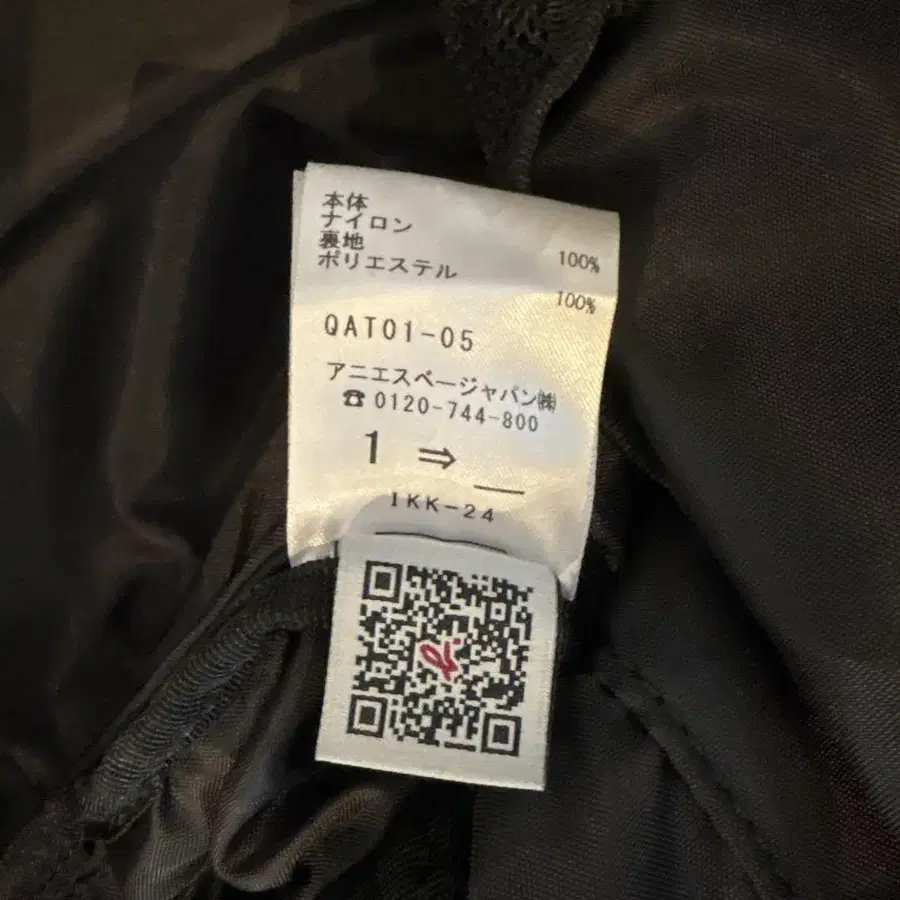 本体
ナイロン
100%
裏地
ポリエステル
100%
QAT01-05
アニエスベージャパン㈱
☎ 0120-744-800
1 ⇒ _
IKK-24
b.